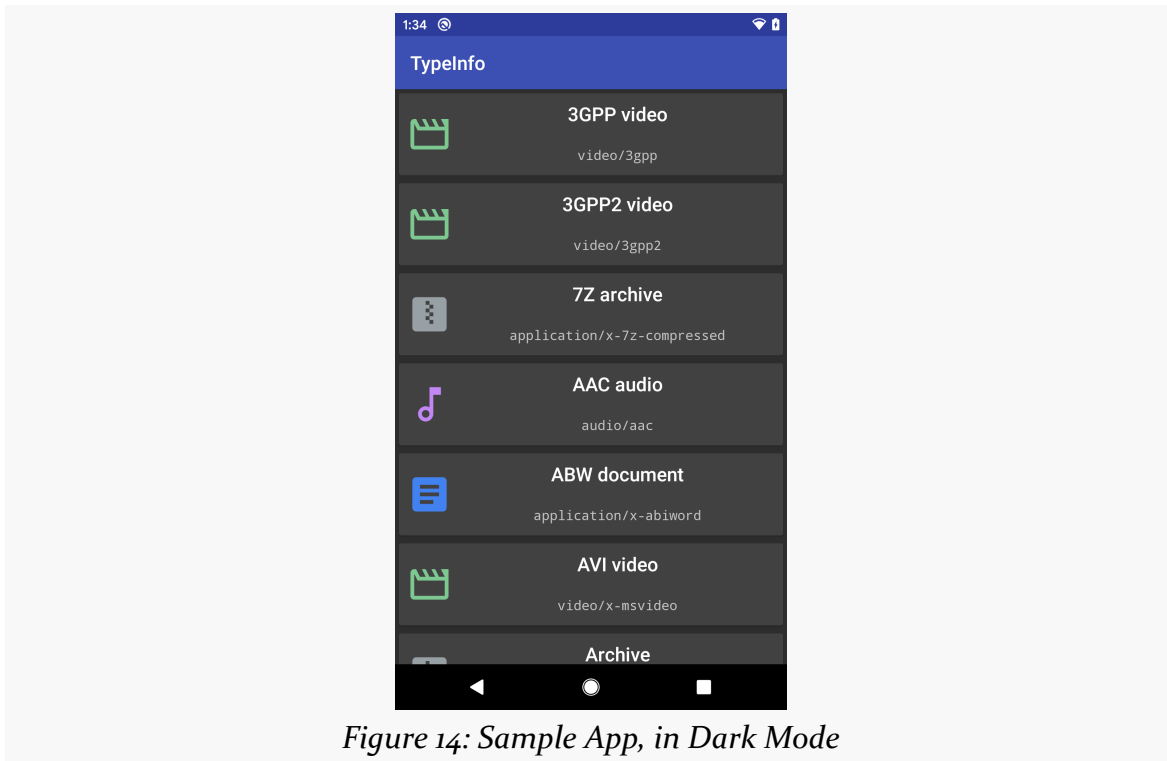 1:34
TypeInfo
3GPP video
video/3gpp
3GPP2 video
video/3gpp2
7Z archive
application/x-7z-compressed
AAC audio
audio/aac
ABW document
application/x-abiword
AVI video
video/x-msvideo
Archive
Figure 14: Sample App, in Dark Mode